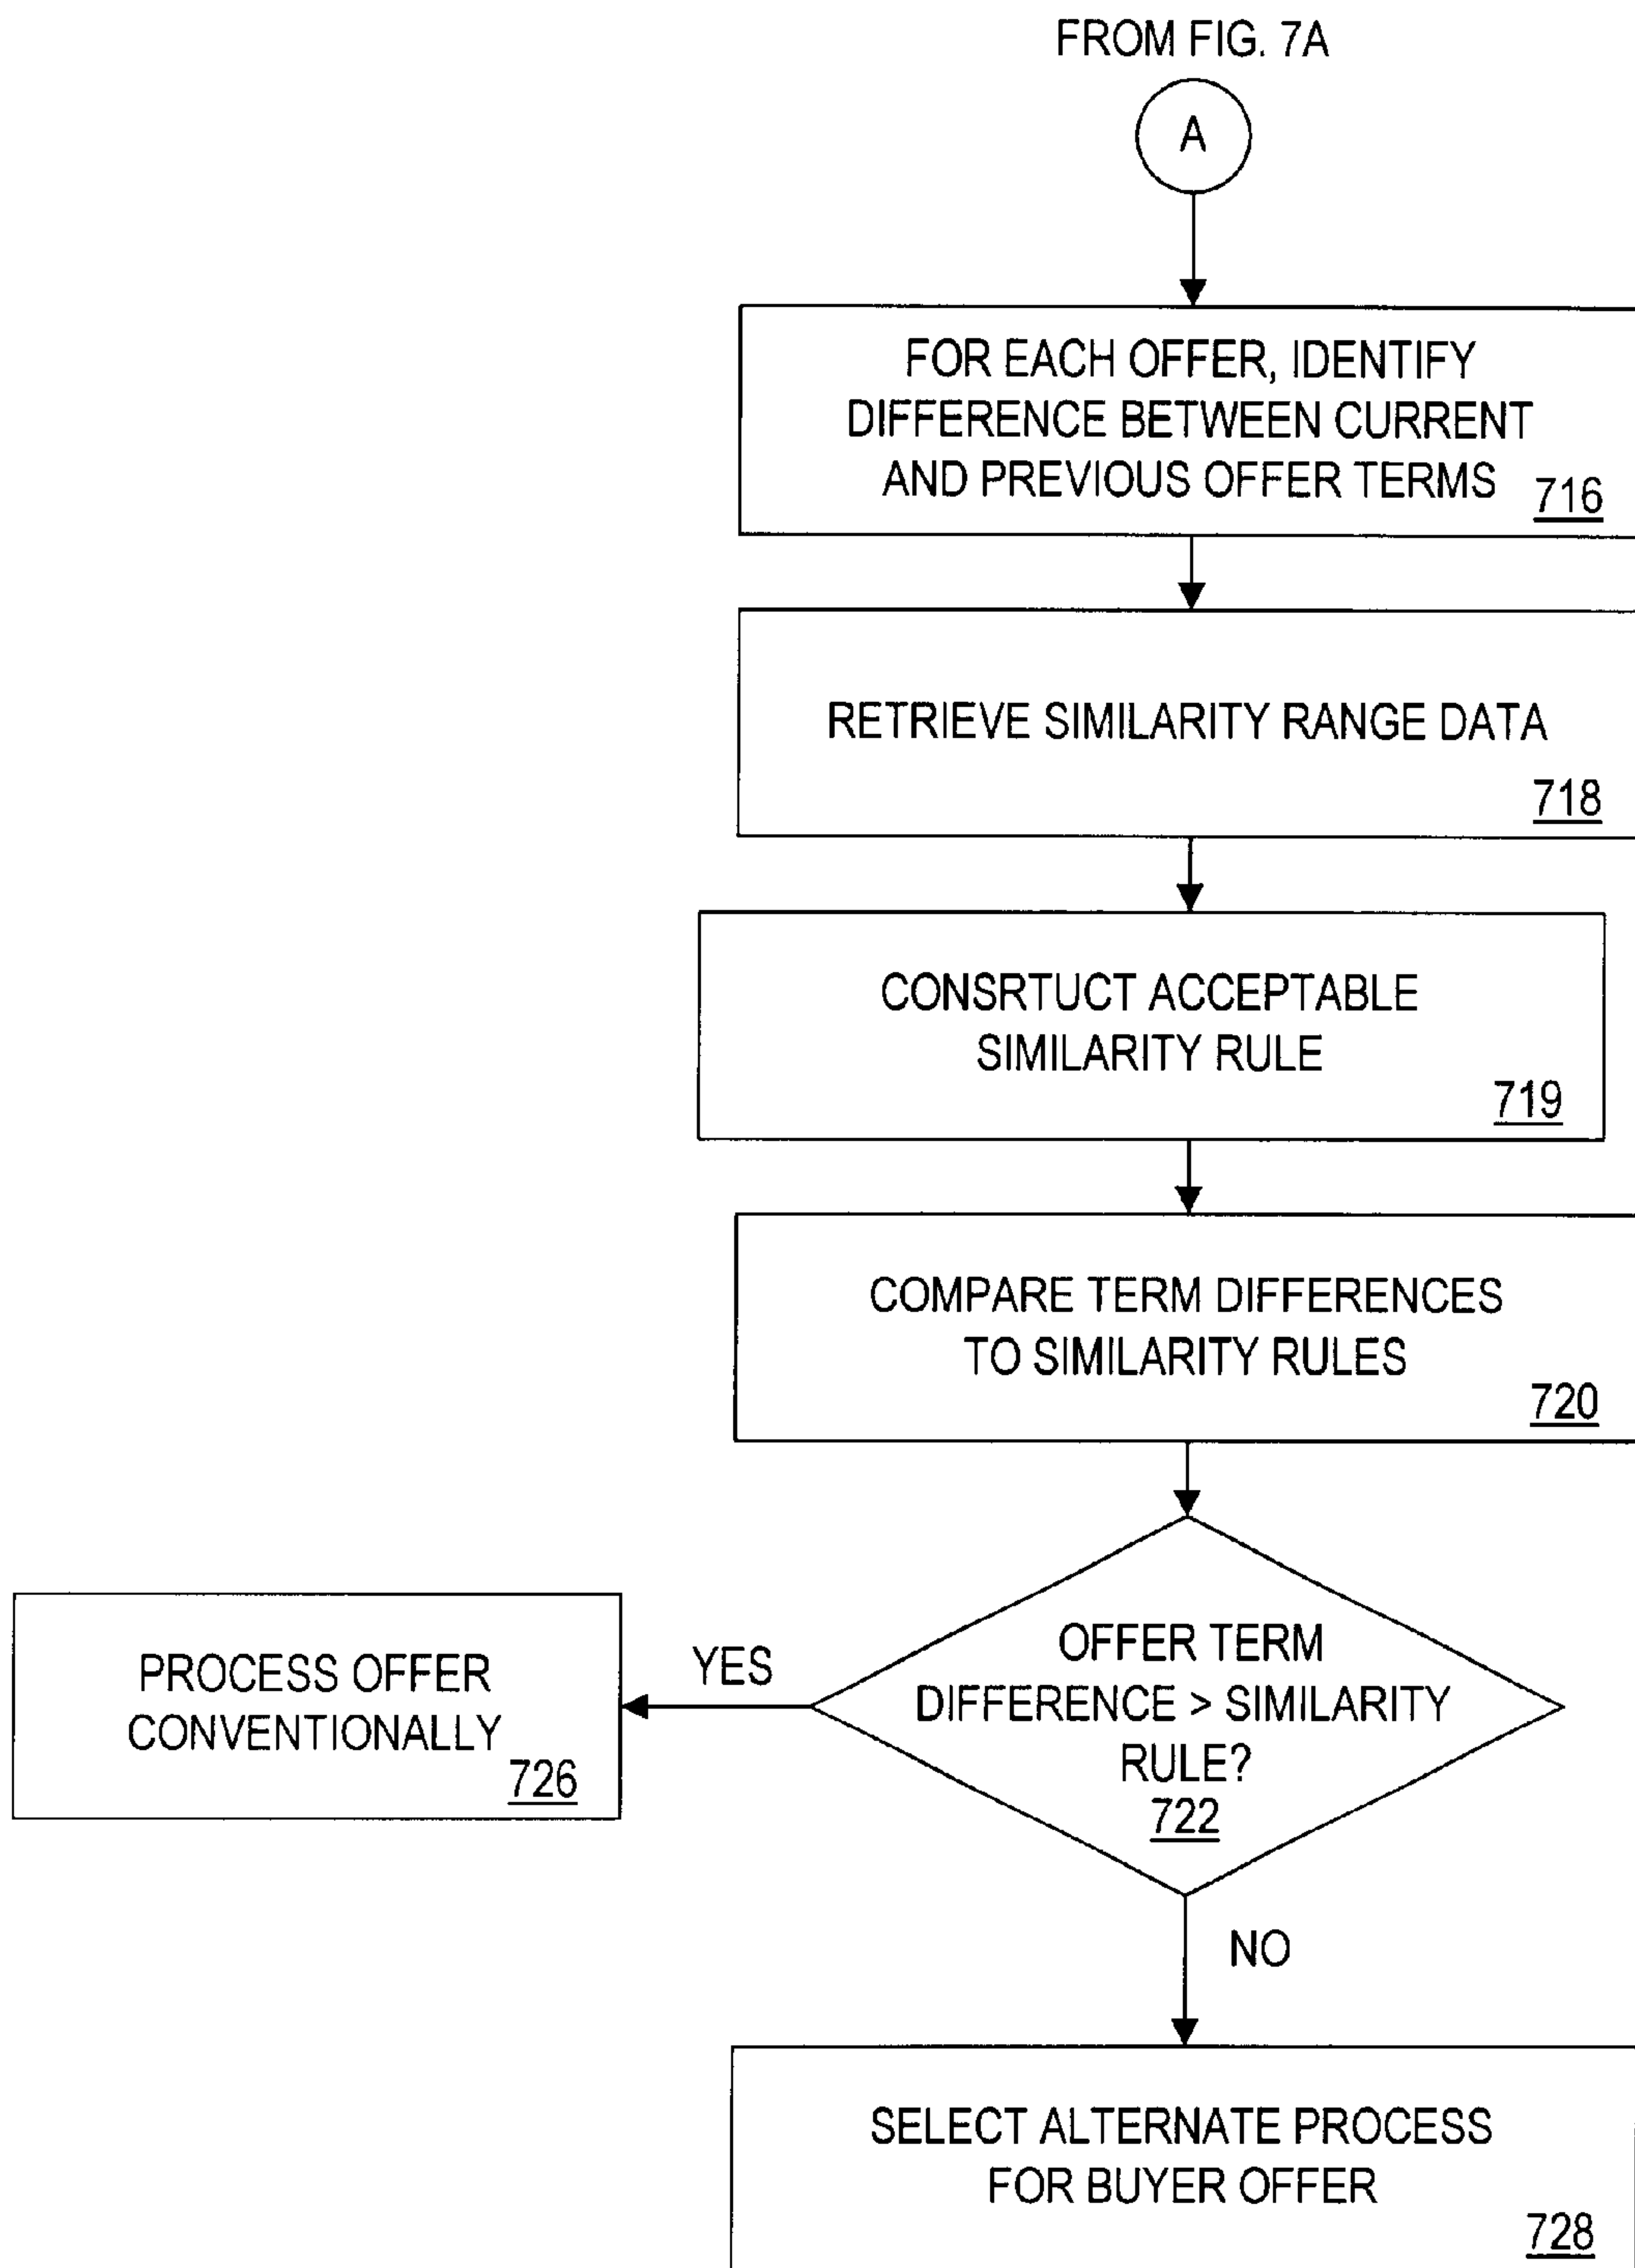 FROM FIG. 7A
A
FOR EACH OFFER, IDENTIFY
DIFFERENCE BETWEEN CURRENT
AND PREVIOUS OFFER TERMS
716
RETRIEVE SIMILARITY RANGE DATA
718
CONSRTUCT ACCEPTABLE
SIMILARITY RULE
719
COMPARE TERM DIFFERENCES
TO SIMILARITY RULES
720
OFFER TERM
DIFFERENCE > SIMILARITY
RULE?
722
YES
PROCESS OFFER
CONVENTIONALLY
726
NO
SELECT ALTERNATE PROCESS
FOR BUYER OFFER
728